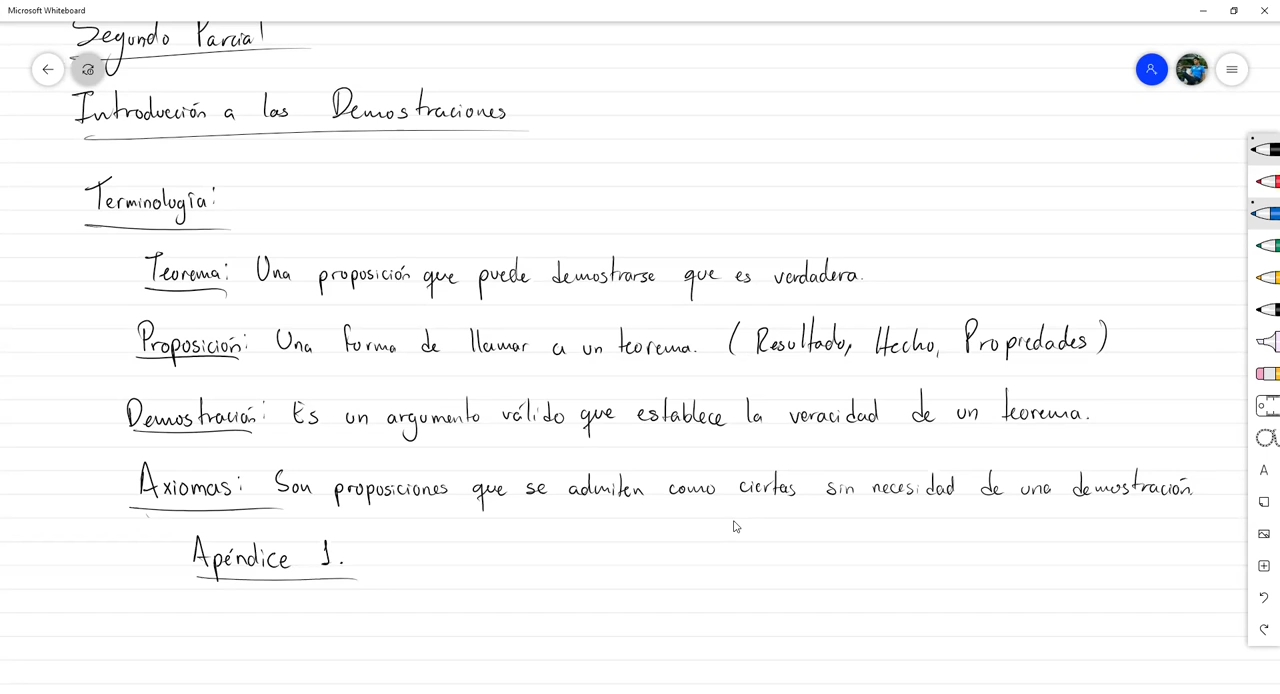 Microsoft Whiteboard
Segundo Parcial
Introducción a las Demostraciones
Terminología:
Teorema: Una proposición que puede demostrarse que es verdadera.
Proposición: Una forma de llamar a un teorema. (Resultado, Hecho, Propredades)
Demostración: Es un argumento válido que establece la veracidad de un teorema.
Axiomas: Son proposiciones que se admiten como ciertas sin necesidad de una demostración.
Apéndice 1.